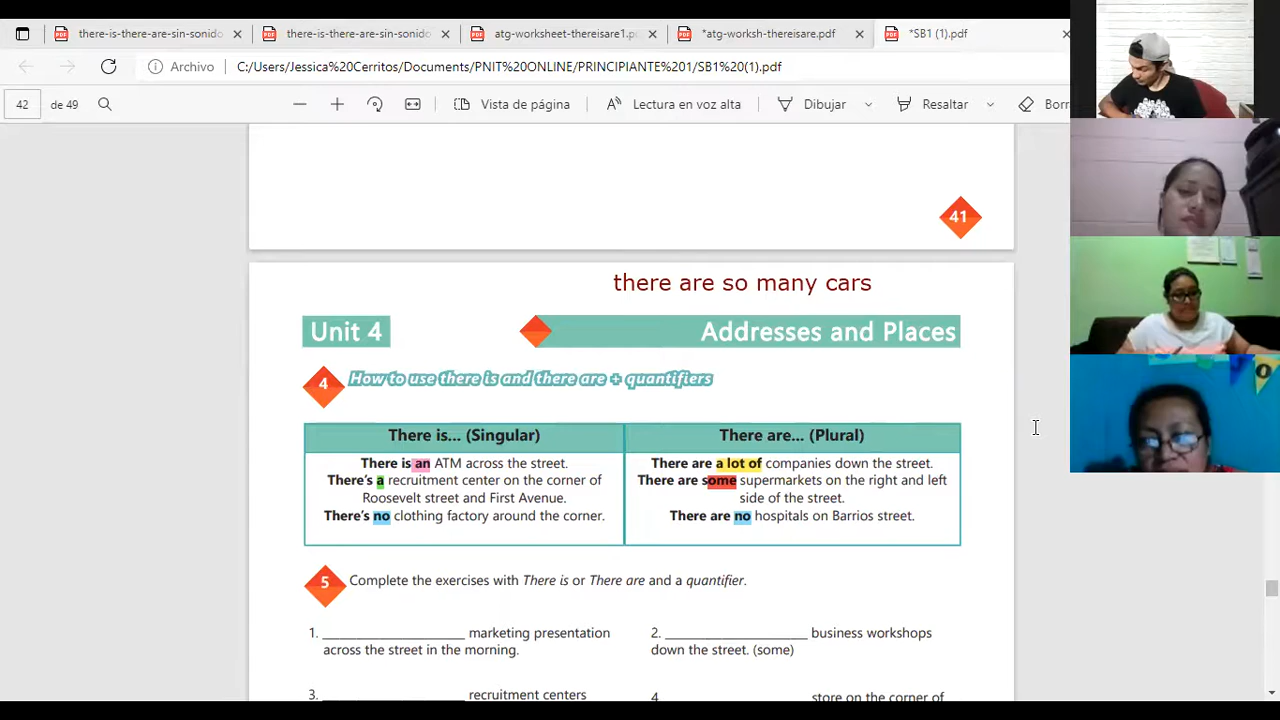 there-is-there-are-sin-sonido
there-is-there-are-sin-sonido
atg-worksheet-thereisare1.p
*atg-wsch-theresare.pdf
*SB1 (1).pdf
Archivo
C:/Users/Jessica%20
PRINCIPIANTE%201/SB1%20(1).pdf
42
de 49
Vista de página
Lectura en voz alta
Dibujar
Resaltar
Borr
41
there are so many cars
Unit 4
Addresses and Places
4
How to use there is and there are + quantifiers
There is... (Singular)
There are... (Plural)
There is an ATM across the street.
There's a recruitment center on the corner of
Roosevelt street and First Avenue.
There's no clothing factory around the corner.
There are a lot of companies down the street.
There are some supermarkets on the right and left
side of the street.
There are no hospitals on Barrios street.
5
Complete the exercises with There is or There are and a quantifier.
1. ____________________ marketing presentation
across the street in the morning.
2. ____________________ business workshops
down the street. (some)
3. ____________________ recruitment centers
4 ____________________ store on the corner of